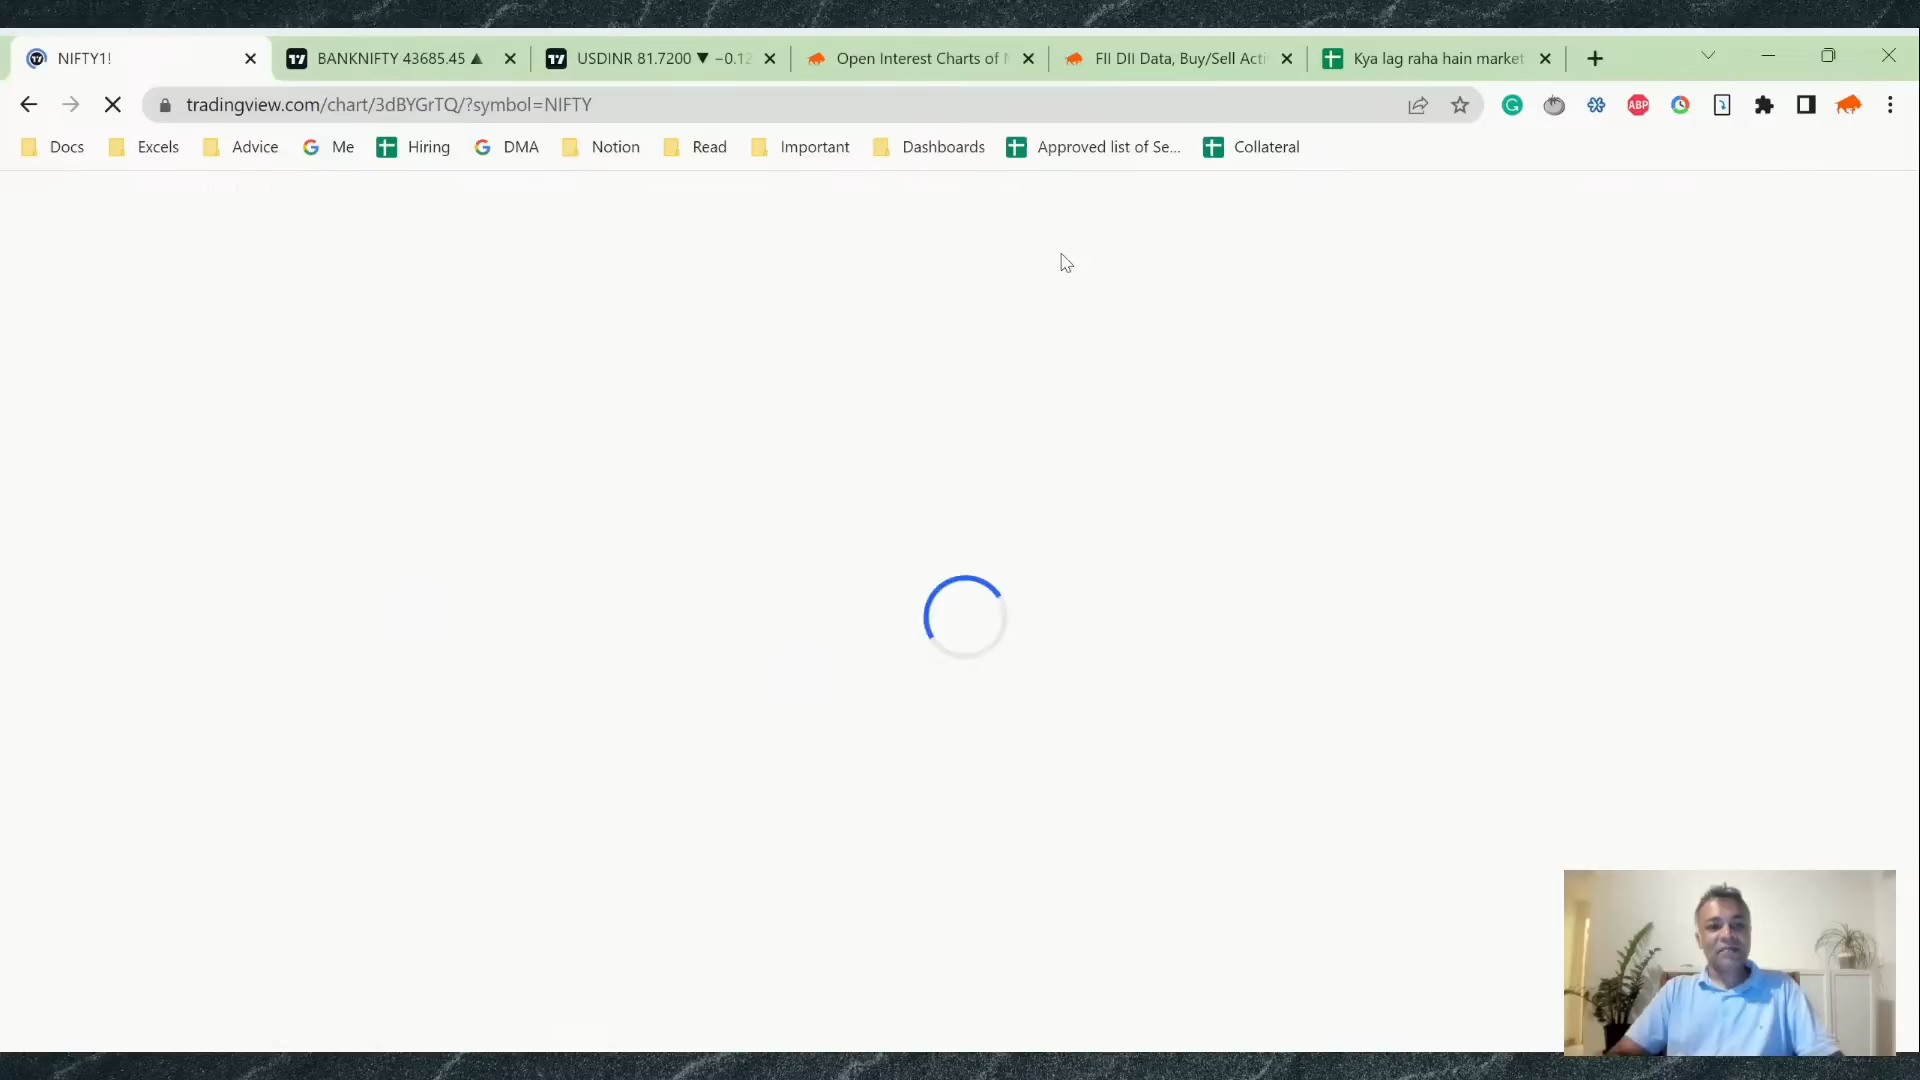 NIFTY1!
BANKNIFTY 43685.45 ▲
USDINR 81.7200 ▼ −0.12
Open Interest Charts of
FII DII Data, Buy/Sell Acti
Kya lag raha hain market
tradingview.com/chart/3dBYGrTQ/?symbol=NIFTY
ABP
Docs
Excels
Advice
Me
Hiring
DMA
Notion
Read
Important
Dashboards
Approved list of Se...
Collateral